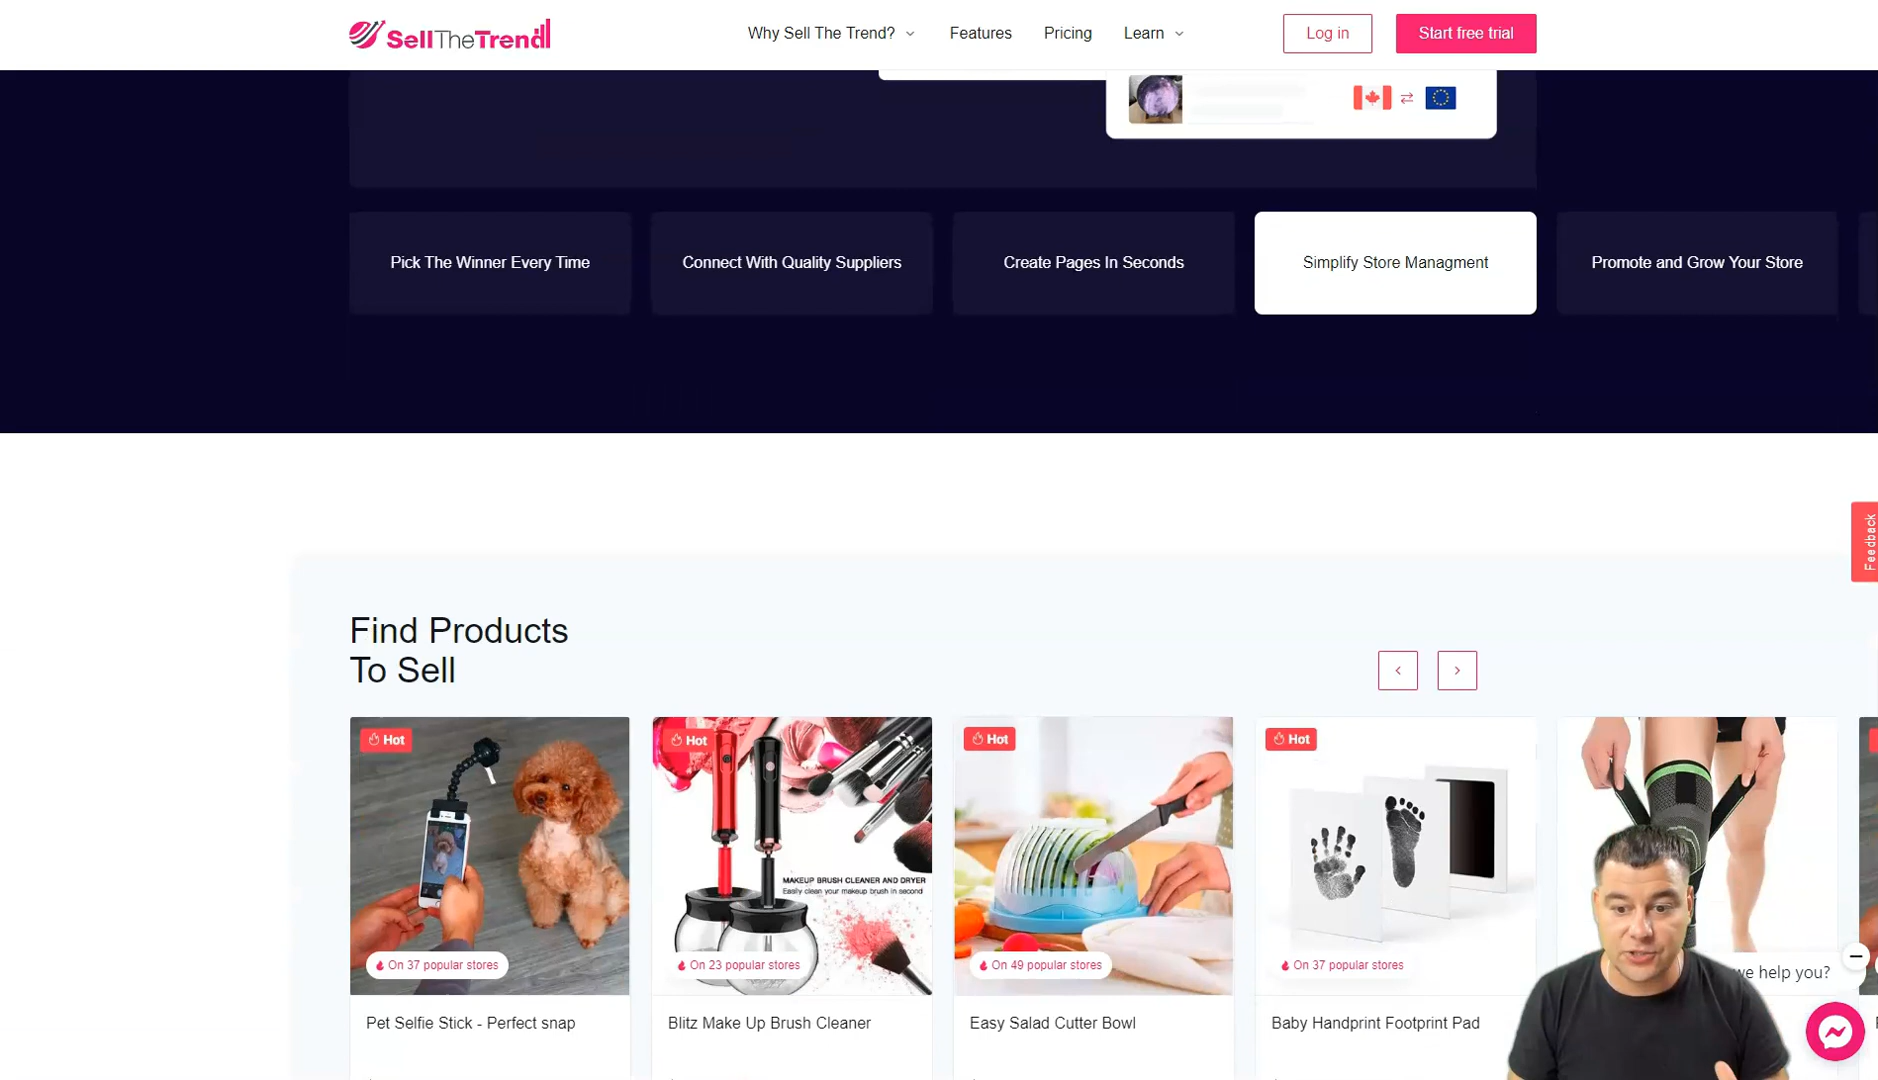 SellTheTrend
Why Sell The Trend?
Features
Pricing
Learn
Log in
Start free trial
Pick The Winner Every Time
Connect With Quality Suppliers
Create Pages In Seconds
Simplify Store Managment
Promote and Grow Your Store
Feedback
Find Products
To Sell
Hot
Hot
Hot
Hot
MAKEUP BRUSH CLEANER AND DRYER
Easily clean your makeup brush in second
On 37 popular stores
On 23 popular stores
On 49 popular stores
On 37 popular stores
we help you?
Pet Selfie Stick - Perfect snap
Blitz Make Up Brush Cleaner
Easy Salad Cutter Bowl
Baby Handprint Footprint Pad